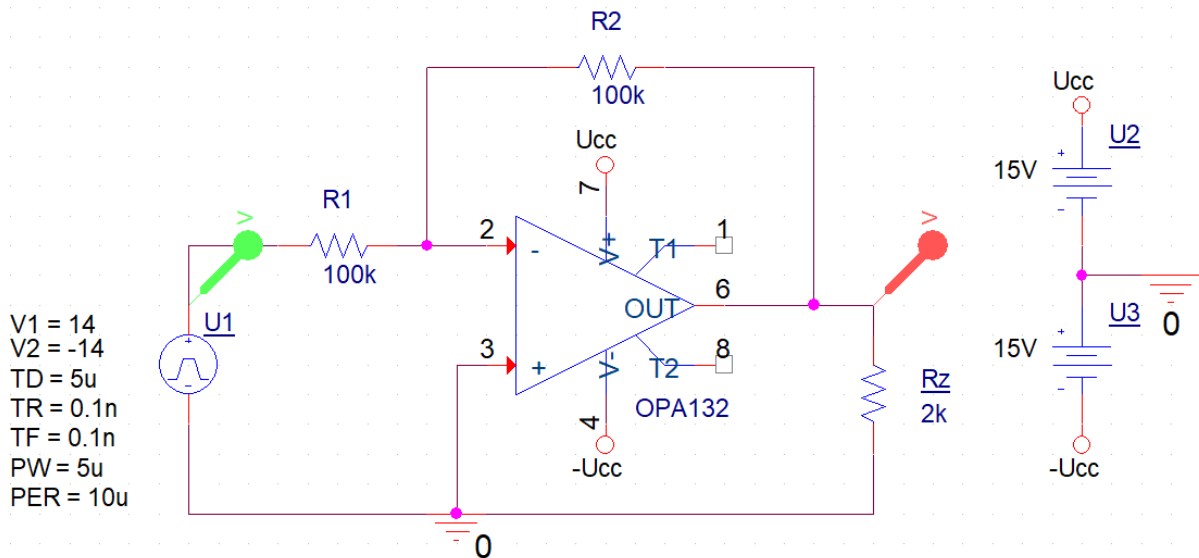 R2
100k
Ucc
7
R1
100k
V
2
-
V+
T1
1
V
OUT
6
3
+
V-
T2
8
OPA132
4
-Ucc
U1
V1 = 14
V2 = -14
TD = 5u
TR = 0.1n
TF = 0.1n
PW = 5u
PER = 10u
+
-
Rz
2k
0
Ucc
+
U2
15V
-
0
+
U3
15V
-
-Ucc